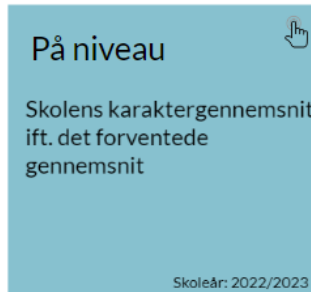 På niveau
Skolens karaktergennemsnit
ift. det forventede
gennemsnit
Skoleår: 2022/2023